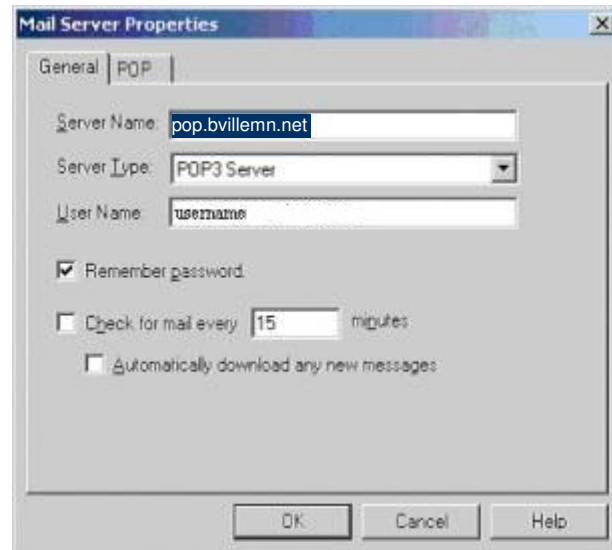 Mail Server Properties
General POP
Server Name: pop.bvillemn.net
Server Type: POP3 Server
User Name: username
Remember password.
Check for mail every 15 minutes
Automatically download any new messages
OK Cancel Help